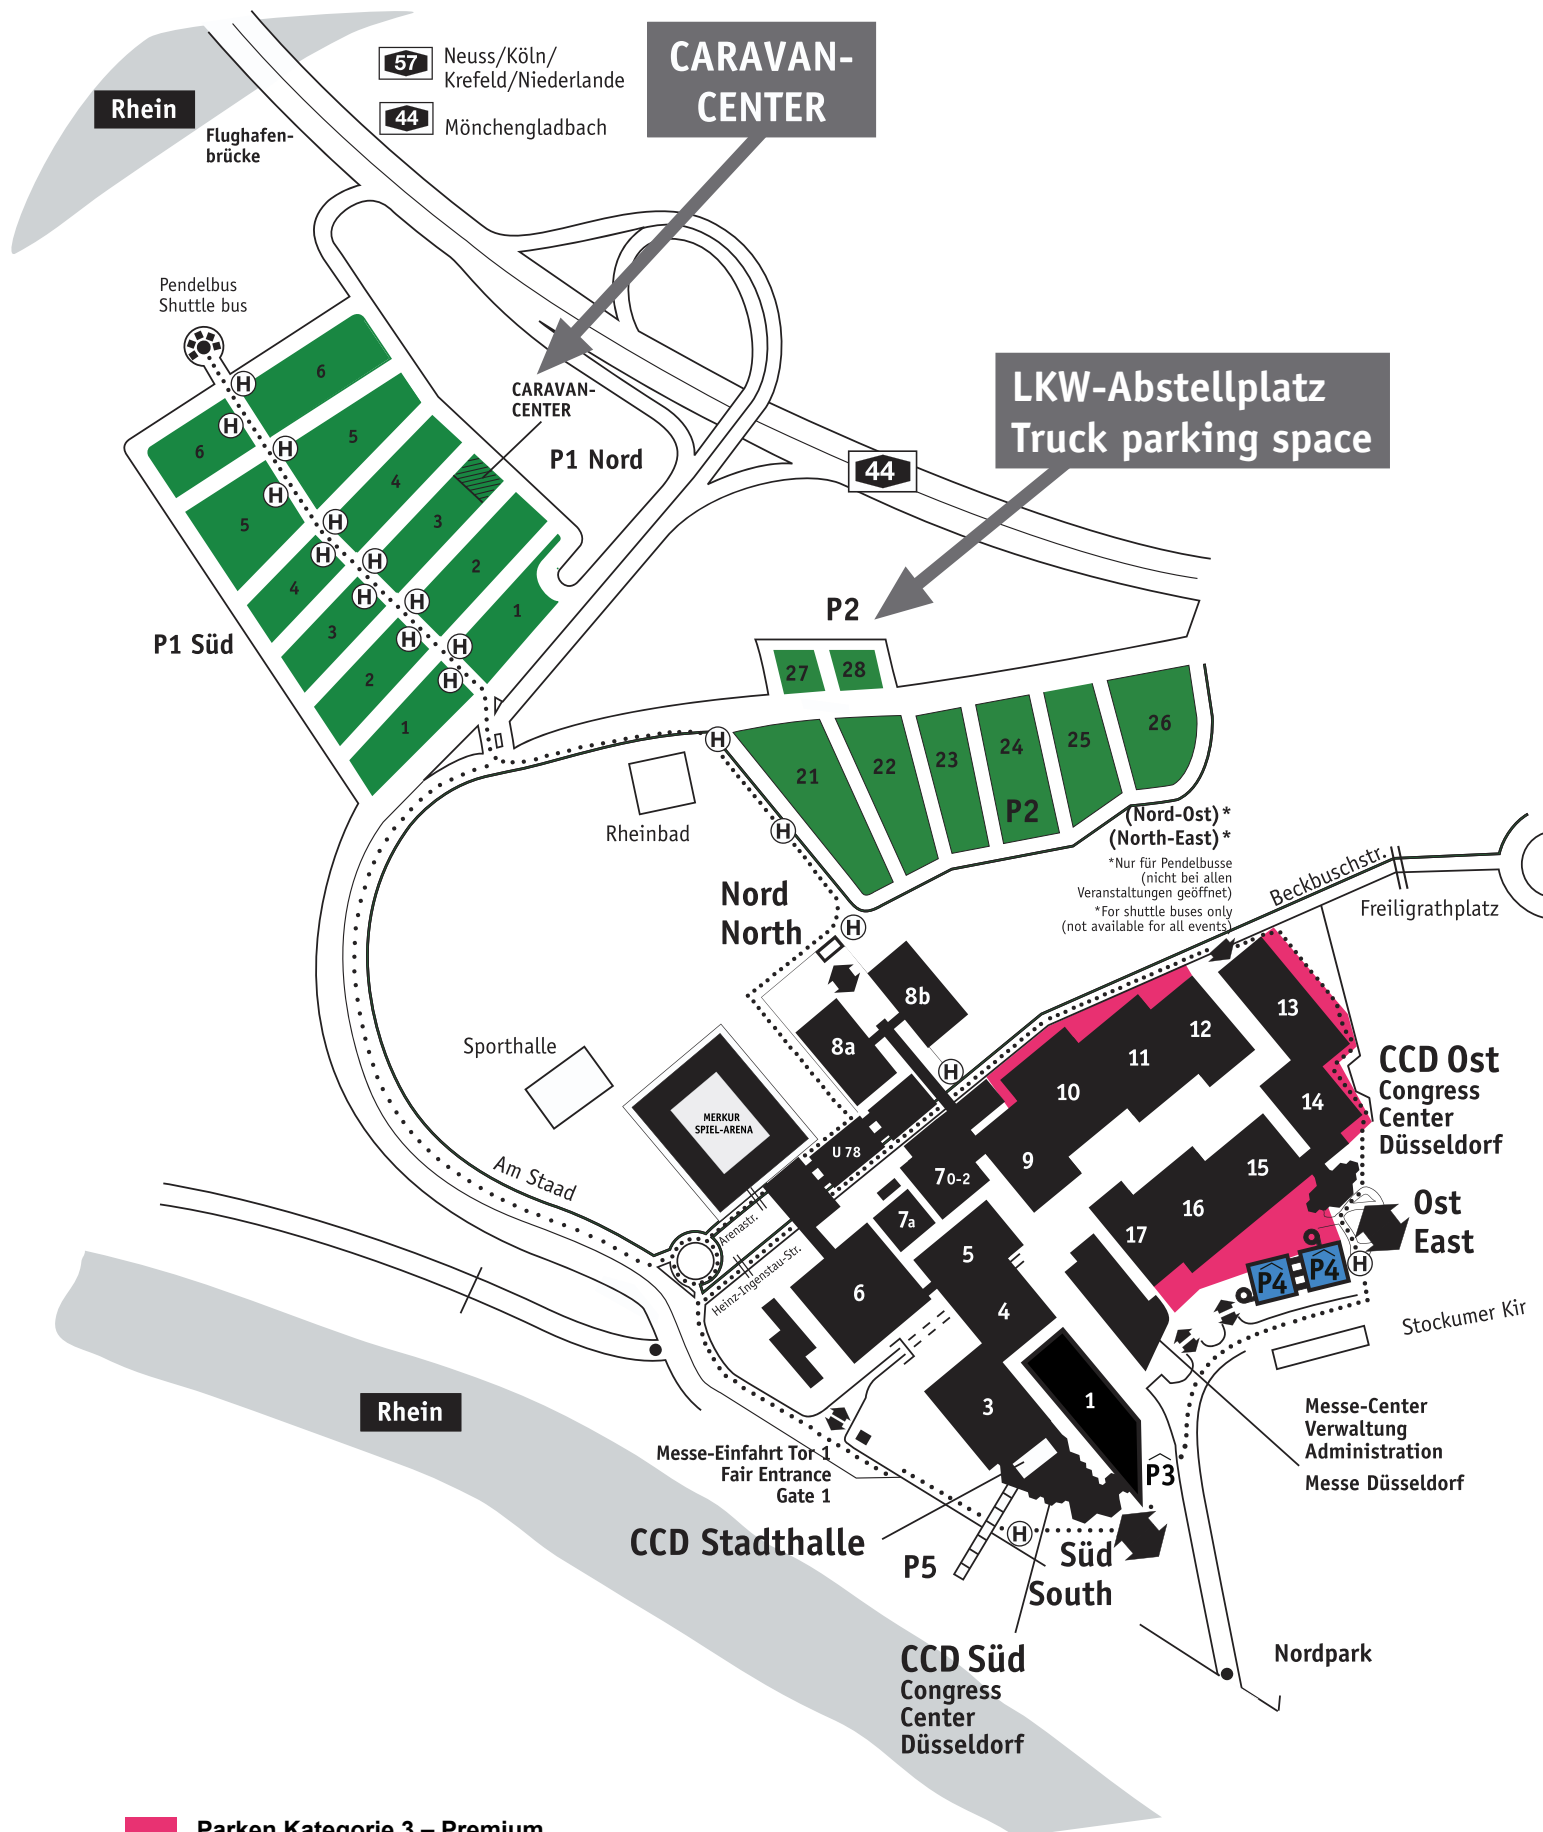 57
Neuss/Köln/
Krefeld/Niederlande
44
Mönchengladbach
CARAVAN-
CENTER
Rhein
Flughafen-
brücke
Pendelbus
Shuttle bus
CARAVAN-
CENTER
P1 Nord
LKW-Abstellplatz
Truck parking space
44
6
6
5
5
4
4
3
3
2
2
1
1
H
H
H
H
H
H
H
H
H
H
H
H
P1 Süd
P2
27
28
21
22
23
24
25
26
P2
H
H
H
Rheinbad
(Nord-Ost)*
(North-East)*
*Nur für Pendelbusse
(nicht bei allen
Veranstaltungen geöffnet)
*For shuttle buses only
(not available for all events)
Beckbuschstr.
Freiligrathplatz
Nord
North
Sporthalle
MERKUR
SPIEL-ARENA
8a
8b
H
U 78
70-2
7a
9
10
11
12
13
14
15
16
17
CCD Ost
Congress
Center
Düsseldorf
Ost
East
H
P4
P4
Stockumer Kir
Am Staad
Arenastr.
Heinz-Ingenstau-Str.
6
5
4
3
1
P3
Messe-Center
Verwaltung
Administration
Messe Düsseldorf
Rhein
Messe-Einfahrt Tor 1
Fair Entrance
Gate 1
CCD Stadthalle
P5
H
Süd
South
CCD Süd
Congress
Center
Düsseldorf
Nordpark
Parken Kategorie 3 – Premium